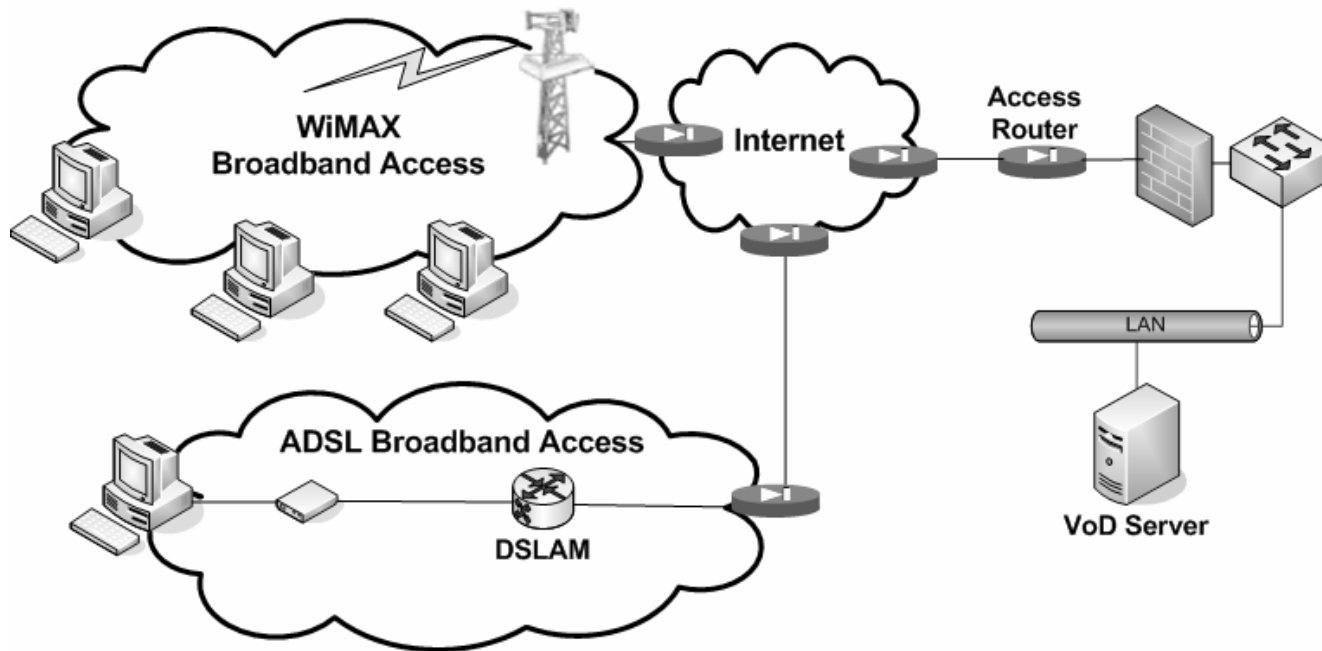 WiMAX
Broadband Access
Internet
Access
Router
LAN
ADSL Broadband Access
DSLAM
VoD Server